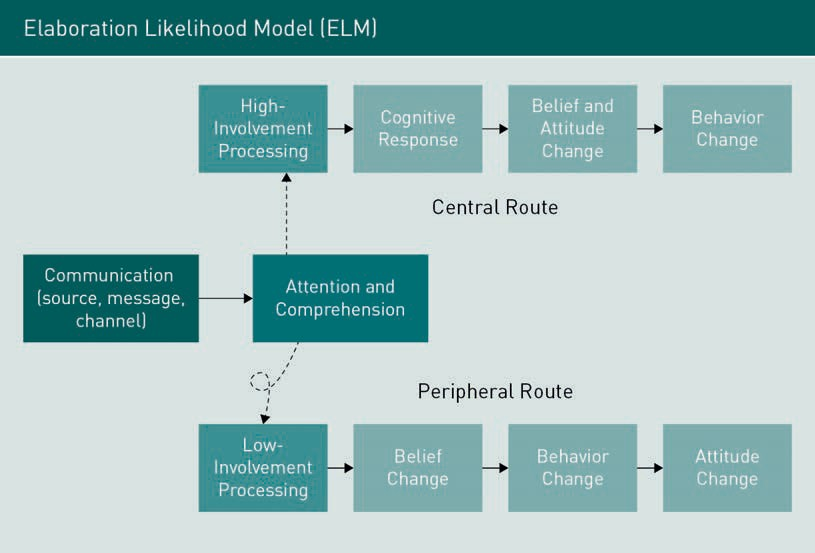 Elaboration Likelihood Model (ELM)
High-
Involvement
Processing
Cognitive
Response
Belief and
Attitude
Change
Behavior
Change
Central Route
Communication
(source, message,
channel)
Attention and
Comprehension
Peripheral Route
Low-
Involvement
Processing
Belief
Change
Behavior
Change
Attitude
Change